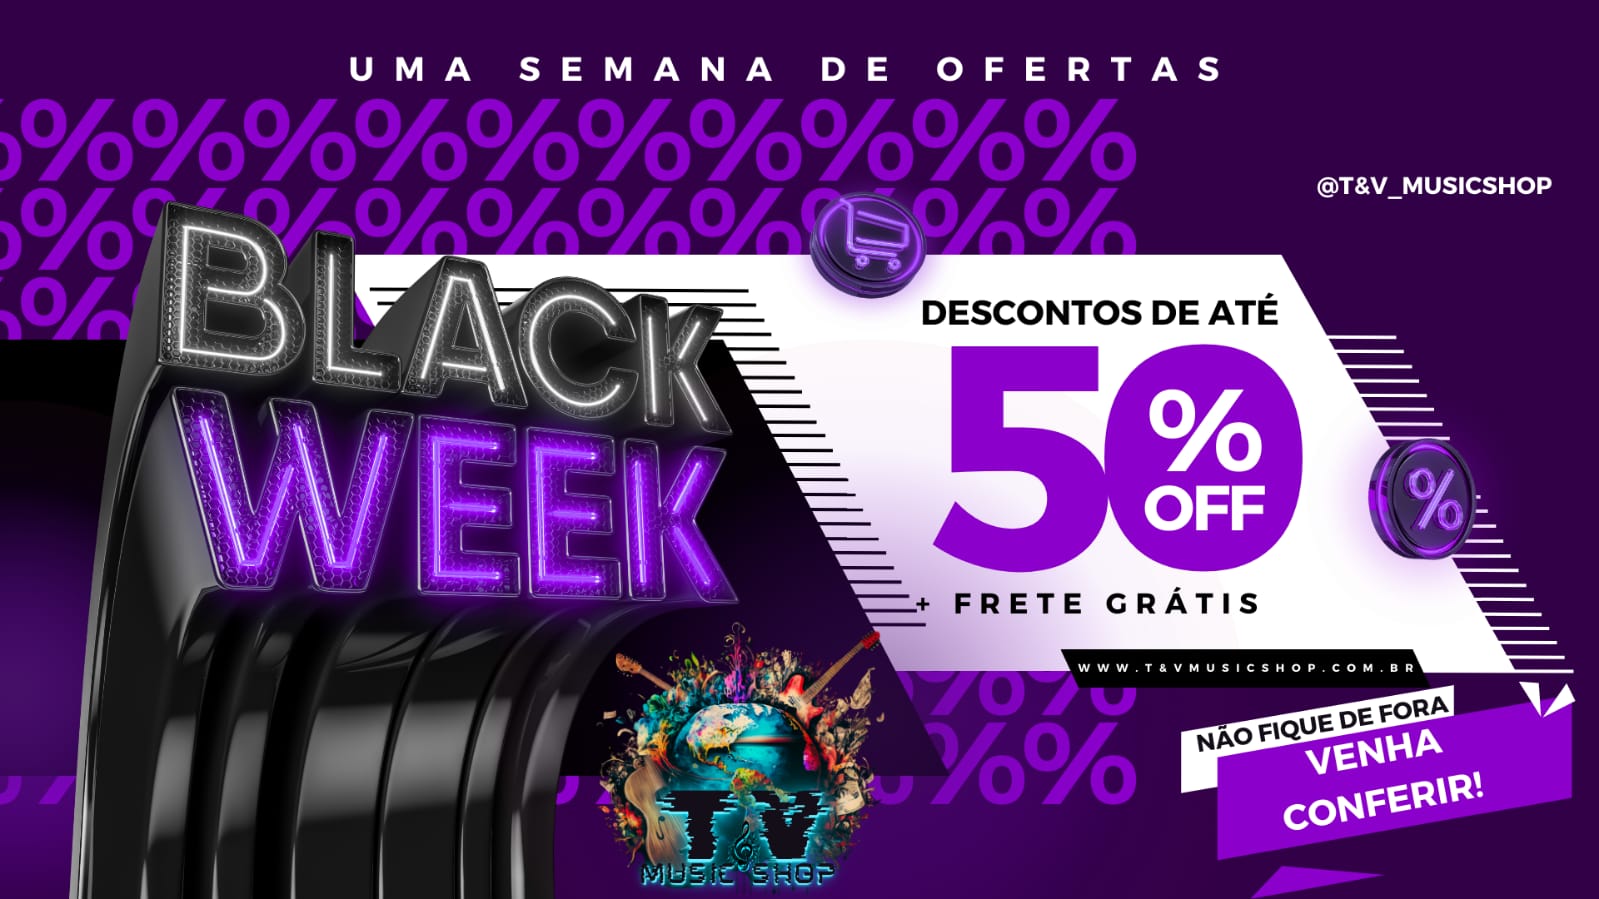 UMA SEMANA DE OFERTAS
@T&V_MUSICSHOP
BLACK
WEEK
DESCONTOS DE ATÉ
50% OFF
+ FRETE GRÁTIS
WWW.T&VMUSICSHOP.COM.BR
NÃO FIQUE DE FORA
VENHA
CONFERIR!
T&V
MUSIC SHOP